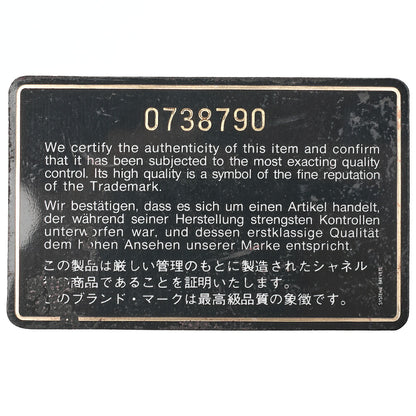 0738790
We certify the authenticity of this item and confirm
that it has been subjected to the most exacting quality
control. Its high quality is a symbol of the fine reputation
of the Trademark.
Wir bestätigen, dass es sich um einen Artikel handelt,
der während seiner Herstellung strengsten Kontrollen
unterworfen war, und dessen erstklassige Qualität
dem hohen Ansehen unserer Marke entspricht.
この製品は厳しい管理のもとに製造されたシャネル
の商品であることを証明いたします。
このブランド・マークは最高級品質の象徴です。